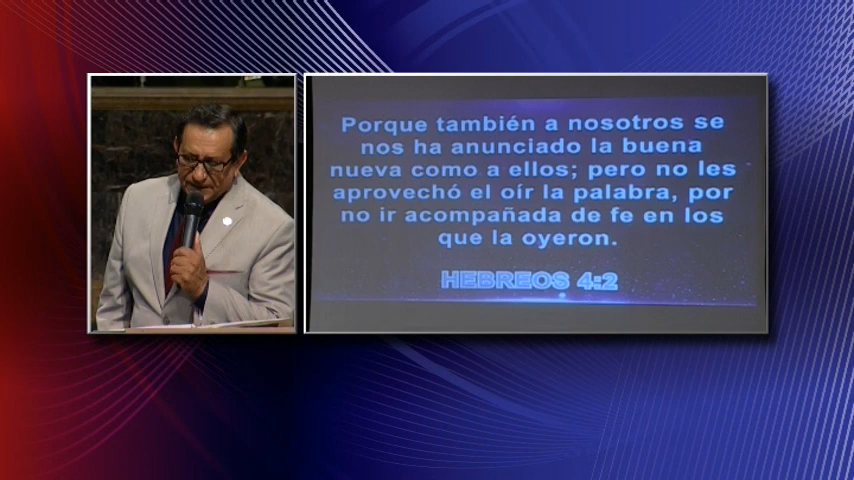 Porque también a nosotros se
nos ha anunciado la buena
nueva como a ellos; pero no les
aprovechó el oír la palabra, por
no ir acompañada de fe en los
que la oyeron.
HEBREOS 4:2